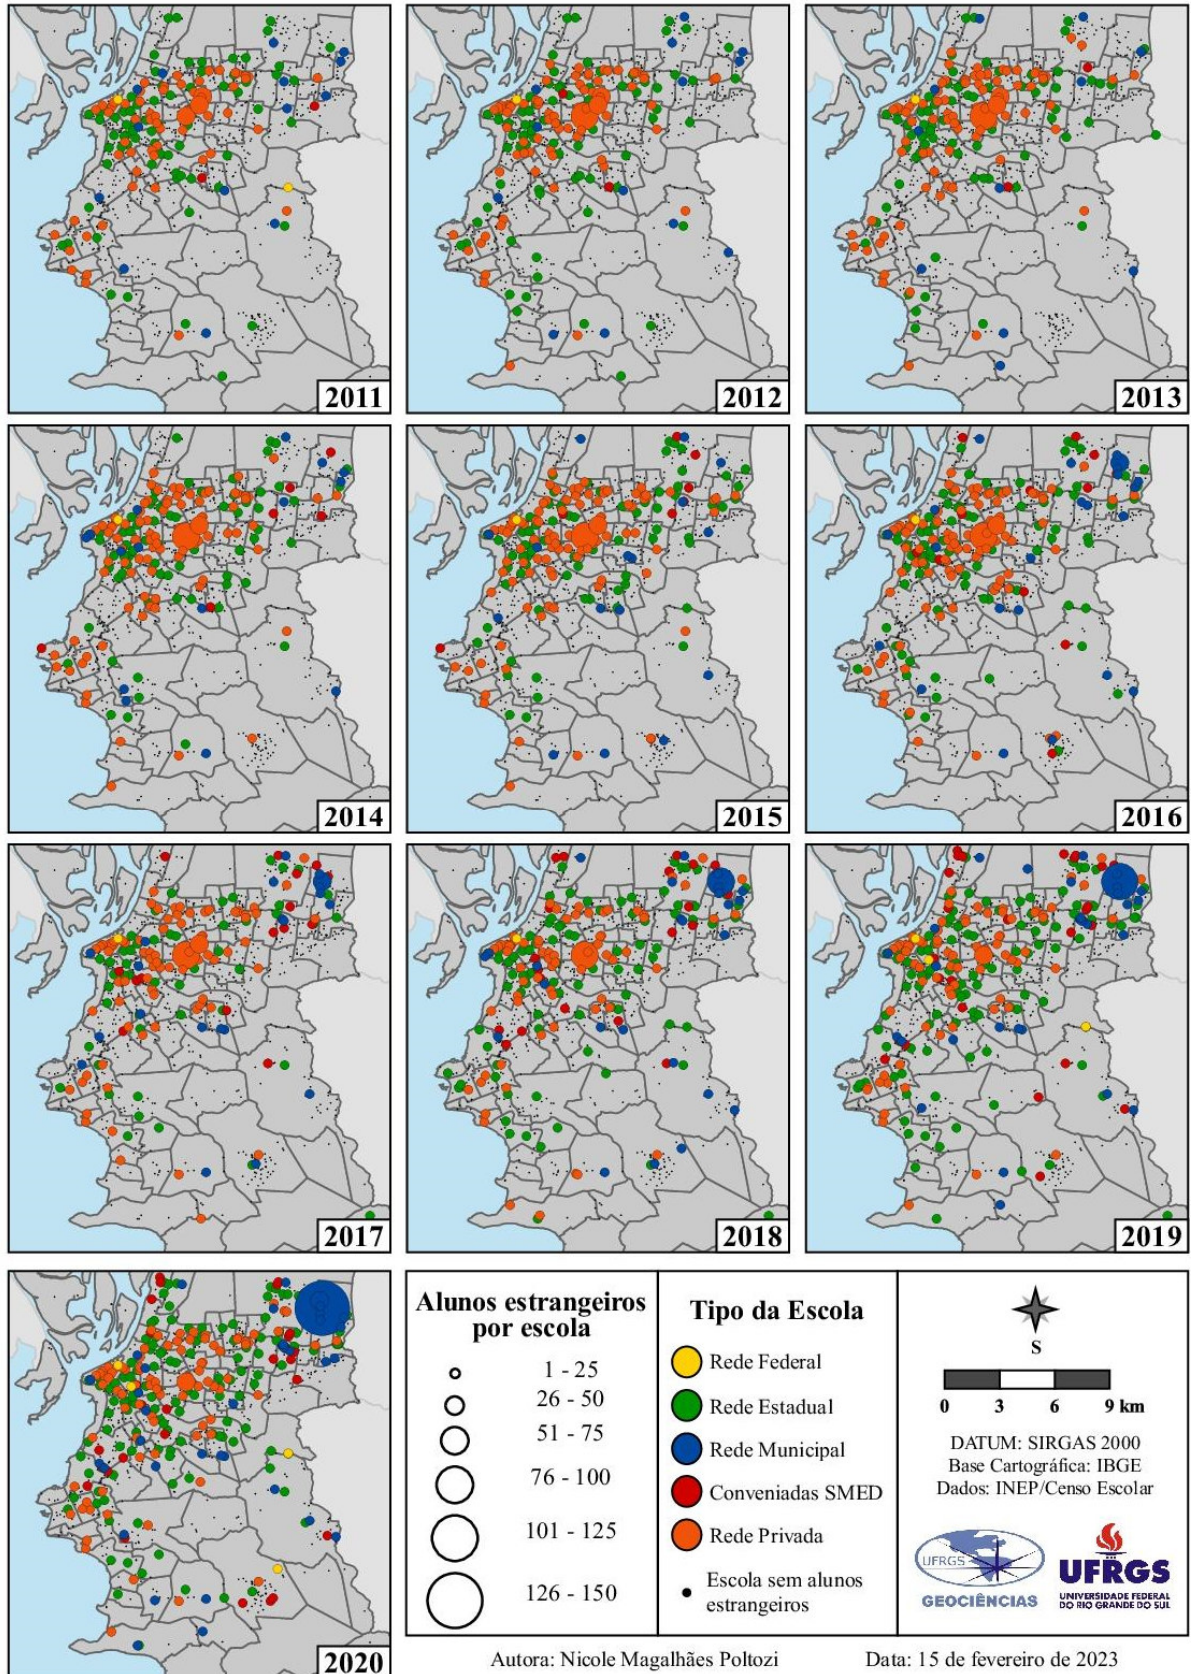 2011
2012
2013
2014
2015
2016
2017
2018
2019
2020
Alunos estrangeiros
por escola
1 - 25
26 - 50
51 - 75
76 - 100
101 - 125
126 - 150
Tipo da Escola
Rede Federal
Rede Estadual
Rede Municipal
Conveniadas SMED
Rede Privada
Escola sem alunos
estrangeiros
S
0 3 6 9 km
DATUM: SIRGAS 2000
Base Cartográfica: IBGE
Dados: INEP/Censo Escolar
UFRGS
GEOCIÊNCIAS
UFRGS
UNIVERSIDADE FEDERAL
DO RIO GRANDE DO SUL
Autora: Nicole Magalhães Poltozi
Data: 15 de fevereiro de 2023